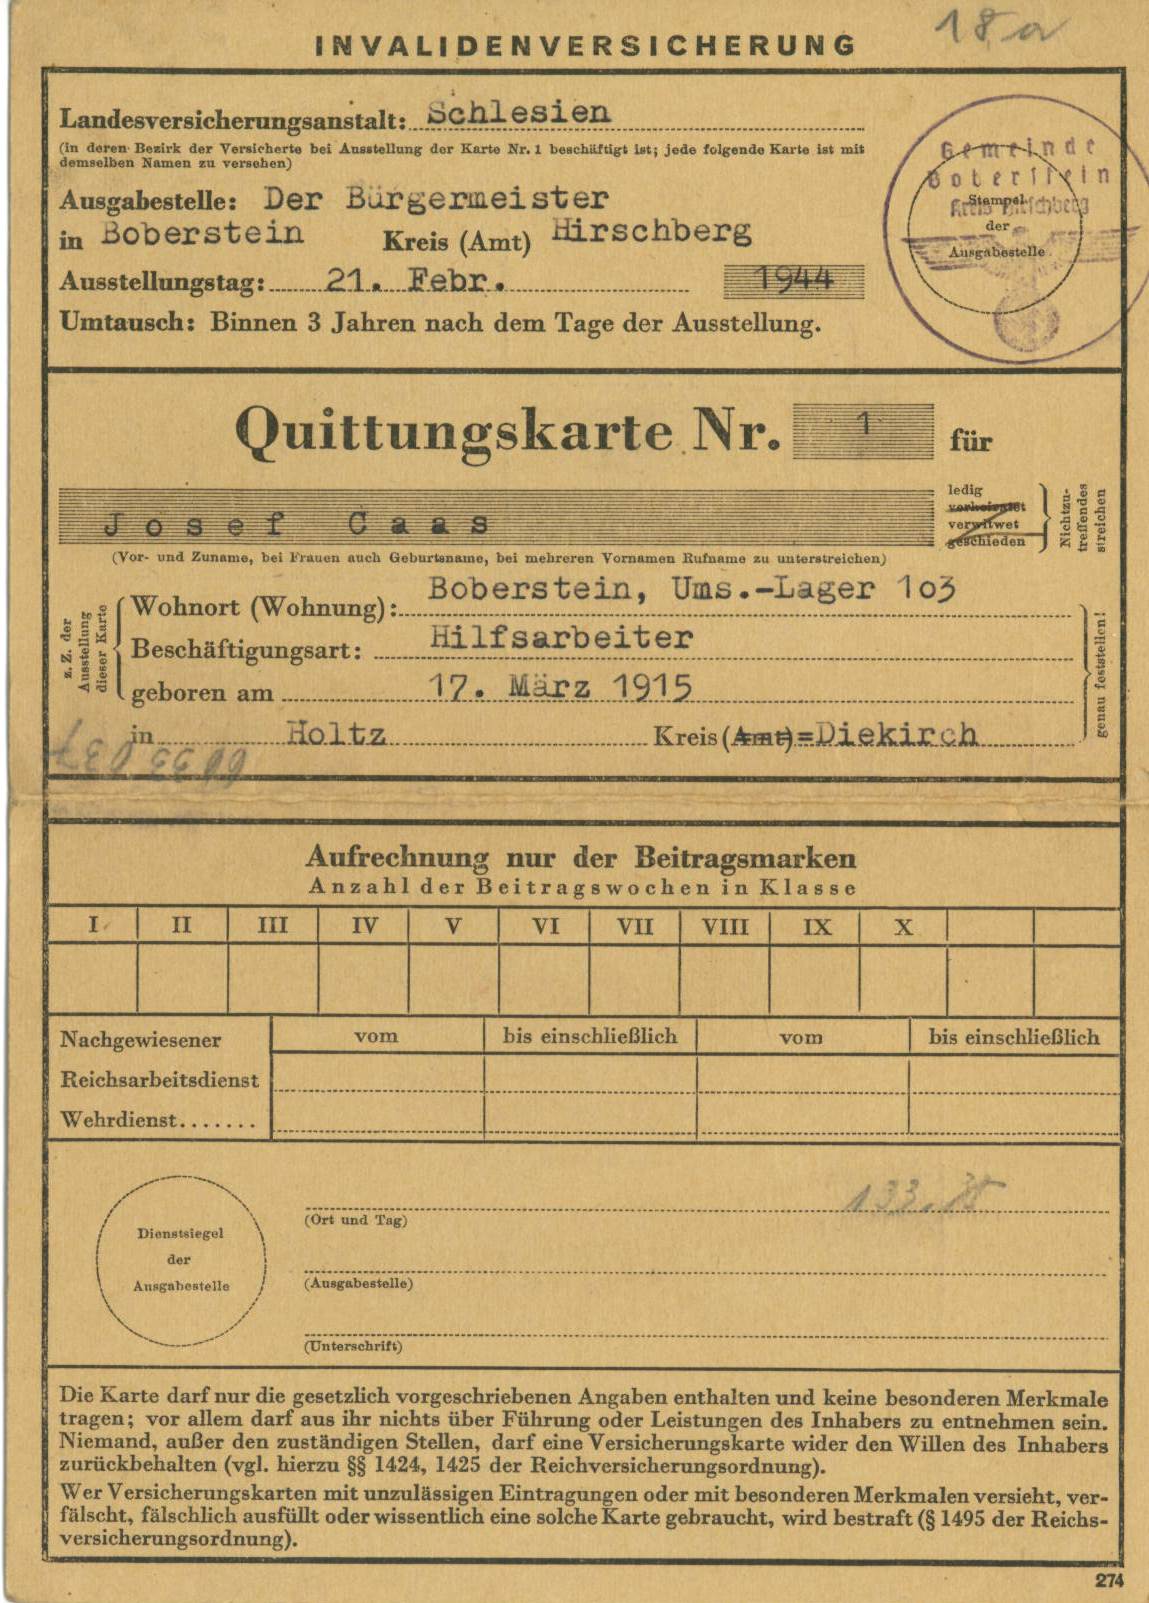 18a
INVALIDENVERSICHERUNG
Landesversicherungsanstalt: Schlesien
(in deren Bezirk der Versicherte bei Ausstellung der Karte Nr. 1 beschäftigt ist; jede folgende Karte ist mit
demselben Namen zu versehen)
Ausgabestelle: Der Bürgermeister
in Boberstein Kreis (Amt) Hirschberg
Ausstellungstag: 21. Febr. 1944
Umtausch: Binnen 3 Jahren nach dem Tage der Ausstellung.
Gemeinde
Boberstein
Kreis Hirschberg
Stempel
der
Ausgabestelle
Quittungskarte Nr. 1 für
Josef Caas
ledig
verheiratet
verwitwet
geschieden
Nichtzu-
treffendes
streichen
(Vor- und Zuname, bei Frauen auch Geburtsname, bei mehreren Vornamen Rufname zu unterstreichen)
z. Z. der
Ausstellung
dieser Karte
Wohnort (Wohnung): Boberstein, Ums.-Lager 1o3
Beschäftigungsart: Hilfsarbeiter
geboren am 17. März 1915
in Holtz Kreis (Amt)=Diekirch
genau feststellen!
Aufrechnung nur der Beitragsmarken
Anzahl der Beitragswochen in Klasse
I II III IV V VI VII VIII IX X
Nachgewiesener vom bis einschließlich vom bis einschließlich
Reichsarbeitsdienst
Wehrdienst.......
Dienstsiegel
der
Ausgabestelle
(Ort und Tag)
(Ausgabestelle)
(Unterschrift)
Die Karte darf nur die gesetzlich vorgeschriebenen Angaben enthalten und keine besonderen Merkmale
tragen; vor allem darf aus ihr nichts über Führung oder Leistungen des Inhabers zu entnehmen sein.
Niemand, außer den zuständigen Stellen, darf eine Versicherungskarte wider den Willen des Inhabers
zurückbehalten (vgl. hierzu §§ 1424, 1425 der Reichversicherungsordnung).
Wer Versicherungskarten mit unzulässigen Eintragungen oder mit besonderen Merkmalen versieht, ver-
fälscht, fälschlich ausfüllt oder wissentlich eine solche Karte gebraucht, wird bestraft (§ 1495 der Reichs-
versicherungsordnung).
274